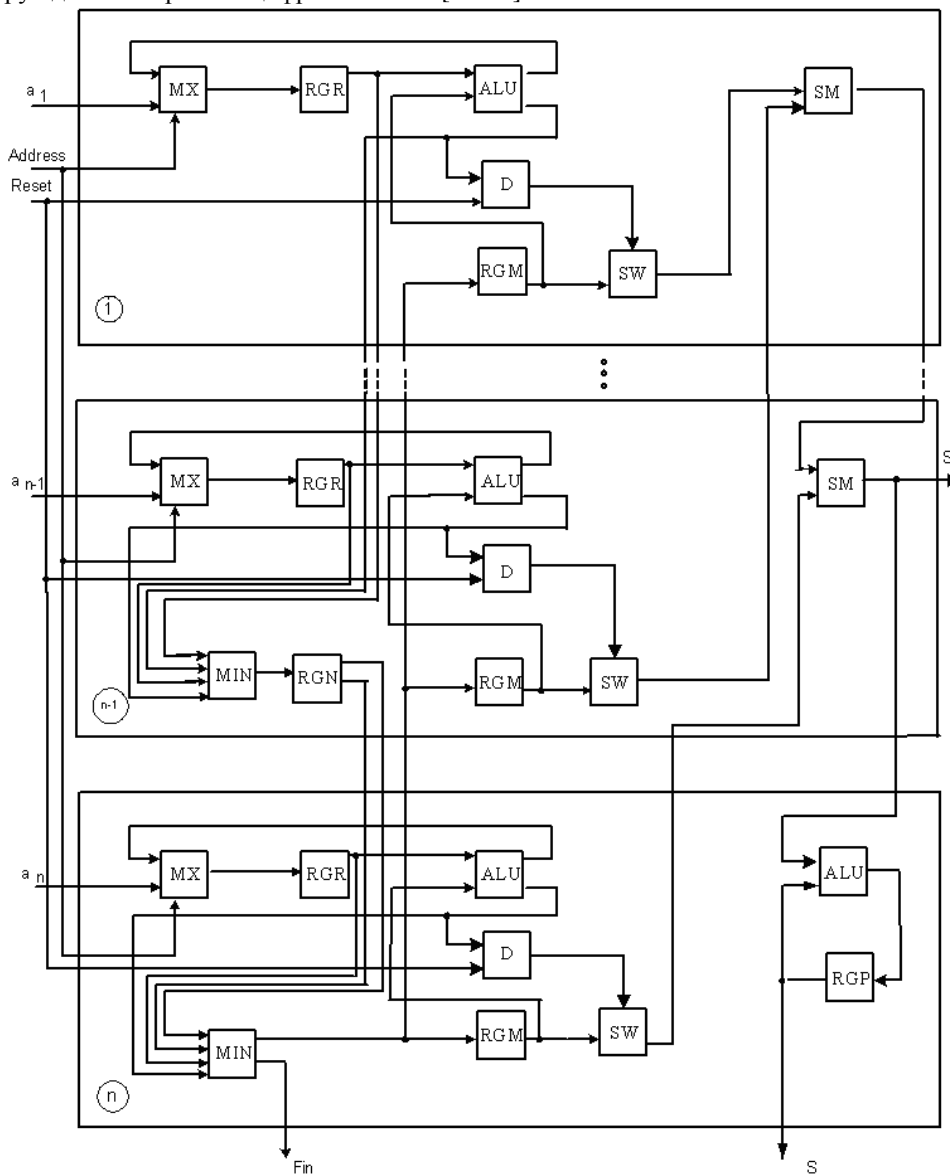 MX
RGR
ALU
SM
a 1
Address
Reset
D
RGM
SW
1
MX
RGR
ALU
SM
S
a n-1
D
MIN
RGN
RGM
SW
n-1
MX
RGR
ALU
ALU
a n
D
RGP
MIN
RGM
SW
n
Fin
S